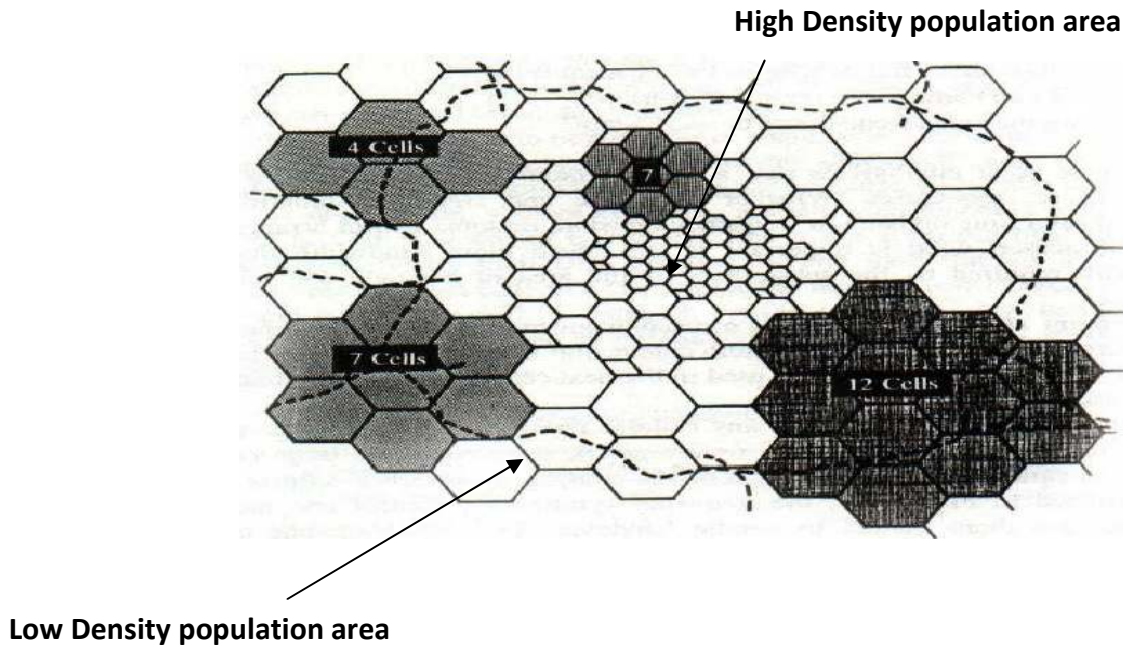 High Density population area
4 Cells
7
7 Cells
12 Cells
Low Density population area